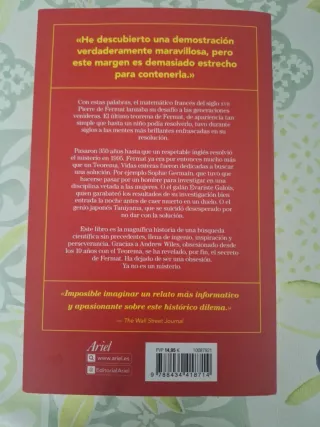 «He descubierto una demostración
verdaderamente maravillosa, pero
este margen es demasiado estrecho
para contenerla.»
Con estas palabras, el matemático francés del siglo XVII
Pierre de Fermat lanzaba su desafío a las generaciones
venideras. El último teorema de Fermat, de apariencia tan
simple que hasta un niño podía resolverlo, tuvo durante
siglos a las mentes más brillantes enfrascadas en su
resolución.
Pasaron 350 años hasta que un respetable inglés resolvió
el misterio en 1995. Fermat ya era por entonces mucho más
que un Teorema. Vidas enteras fueron dedicadas a buscar
una solución. Por ejemplo Sophie Germain, que tuvo que
hacerse pasar por un hombre para investigar en una
disciplina vetada a las mujeres. O el galán Évariste Galois,
quien garabateó los resultados de su investigación bien
entrada la noche antes de caer muerto en un duelo. O el
genio japonés Taniyama, que se suicidó desesperado por
no dar con la solución.
Este libro es la magnífica historia de una búsqueda
científica sin precedentes, llena de ingenio, inspiración y
perseverancia. Gracias a Andrew Wiles, obsesionado desde
los 10 años con el Teorema, se ha revelado, por fin, el secreto
de Fermat. Ha dejado de ser una obsesión.
Ya no es un misterio.
«Imposible imaginar un relato más informativo
y apasionante sobre este histórico dilema.»
— The Wall Street Journal
Ariel
www.ariel.es
Editorial Ariel
PVP 14,95 €
10087621
9 788434 418714